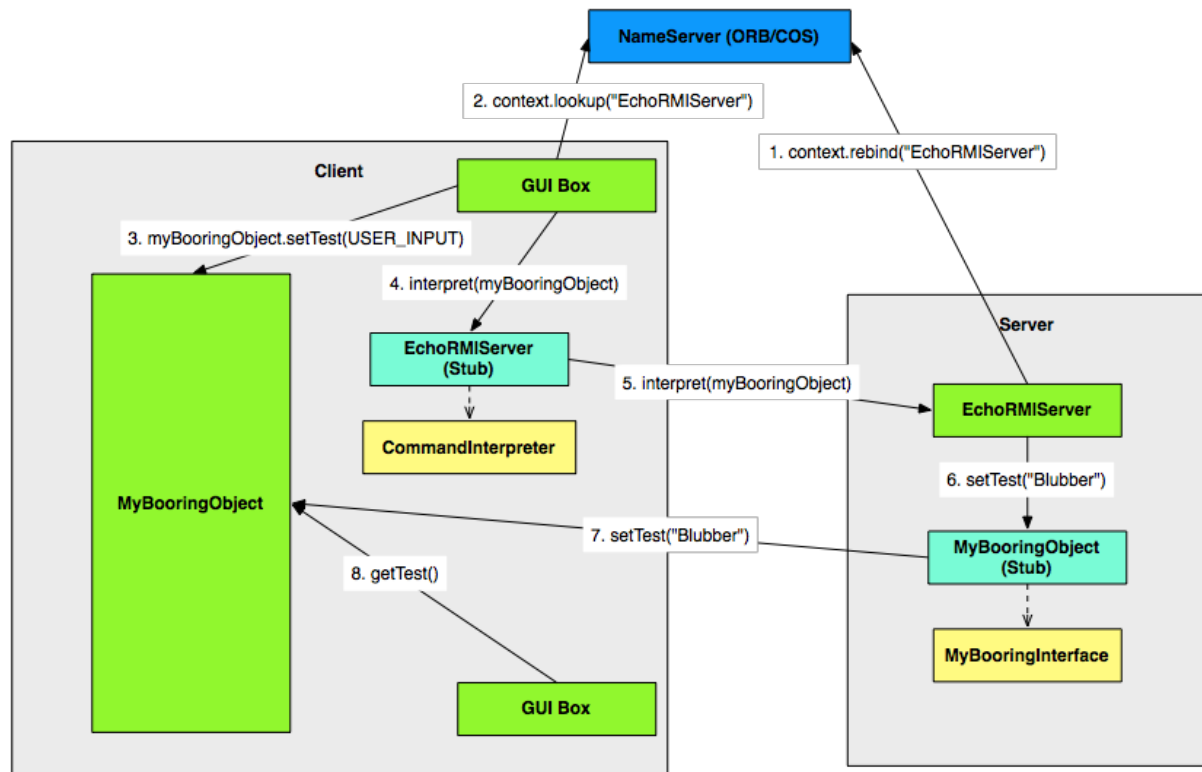 NameServer (ORB/COS)
2. context.lookup("EchoRMIServer")
1. context.rebind("EchoRMIServer")
Client
GUI Box
3. myBooringObject.setTest(USER_INPUT)
4. interpret(myBooringObject)
Server
EchoRMIServer
(Stub)
5. interpret(myBooringObject)
EchoRMIServer
CommandInterpreter
6. setTest("Blubber")
MyBooringObject
7. setTest("Blubber")
MyBooringObject
(Stub)
8. getTest()
MyBooringInterface
GUI Box